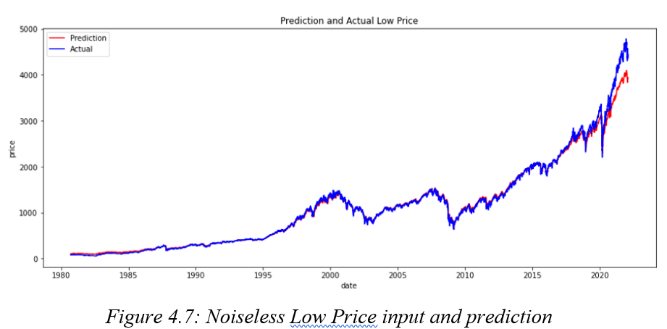 Prediction and Actual Low Price
5000
Prediction
Actual
4000
3000
price
2000
1000
0
1980 1985 1990 1995 2000 2005 2010 2015 2020
date
Figure 4.7: Noiseless Low Price input and prediction